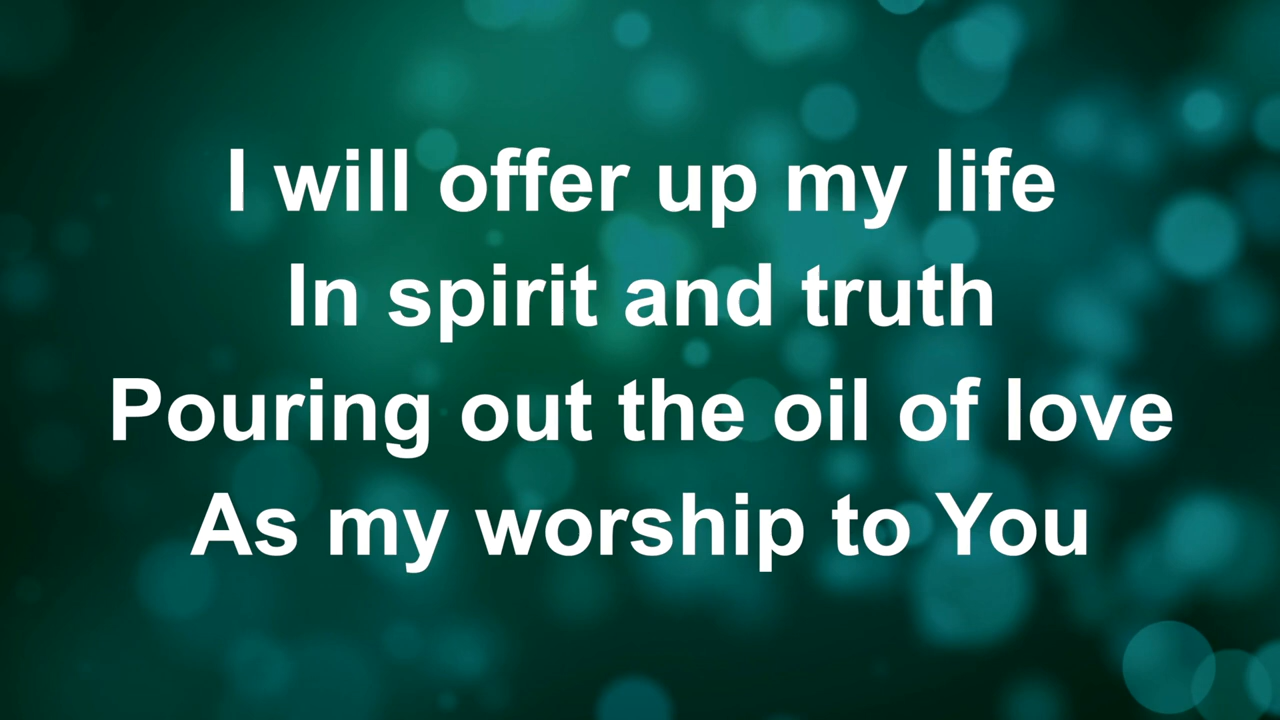 I will offer up my life
In spirit and truth
Pouring out the oil of love
As my worship to You